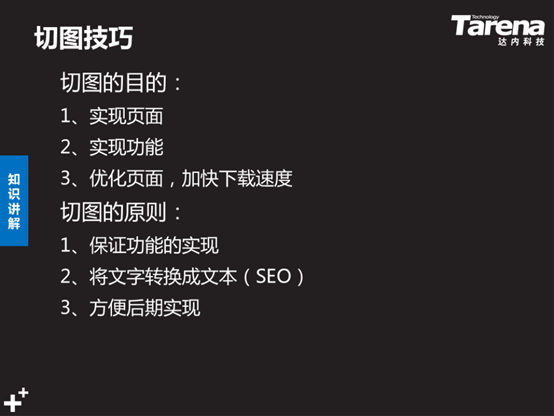 切图技巧
Technology
Tarena
达内科技
切图的目的：
1、实现页面
2、实现功能
3、优化页面，加快下载速度
知识讲解
切图的原则：
1、保证功能的实现
2、将文字转换成文本（SEO）
3、方便后期实现